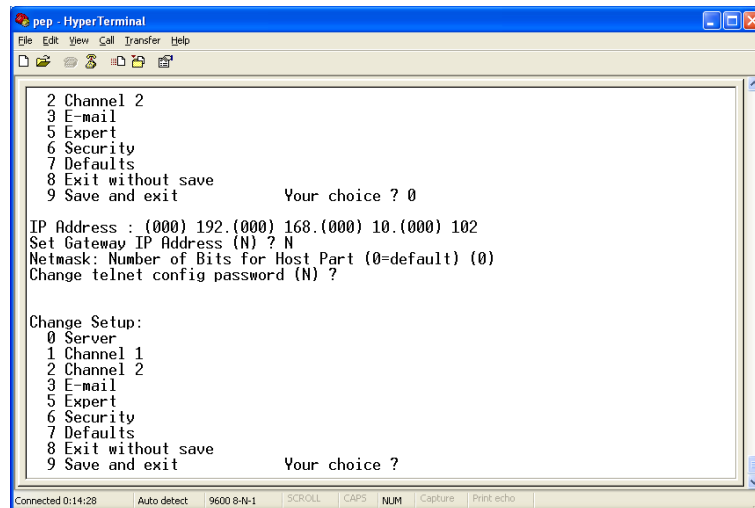 pep - HyperTerminal
File Edit View Call Transfer Help
2 Channel 2
3 E-mail
5 Expert
6 Security
7 Defaults
8 Exit without save
9 Save and exit Your choice ? 0
IP Address : (000) 192.(000) 168.(000) 10.(000) 102
Set Gateway IP Address (N) ? N
Netmask: Number of Bits for Host Part (0=default) (0)
Change telnet config password (N) ?
Change Setup:
0 Server
1 Channel 1
2 Channel 2
3 E-mail
5 Expert
6 Security
7 Defaults
8 Exit without save
9 Save and exit Your choice ?
Connected 0:14:28 Auto detect 9600 8-N-1 SCROLL CAPS NUM Capture Print echo